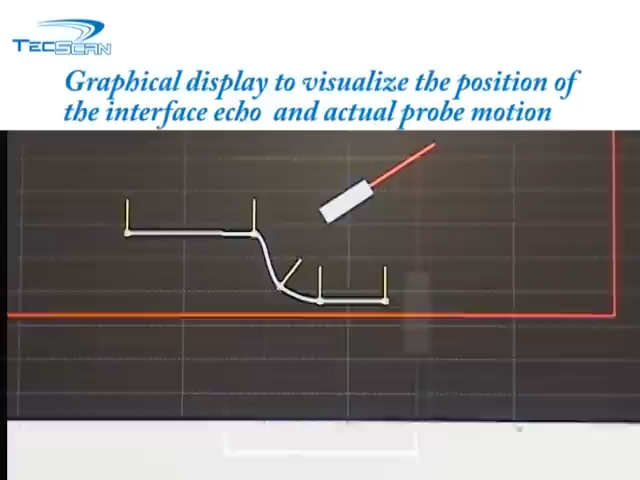 TECSCAN
Graphical display to visualize the position of
the interface echo and actual probe motion